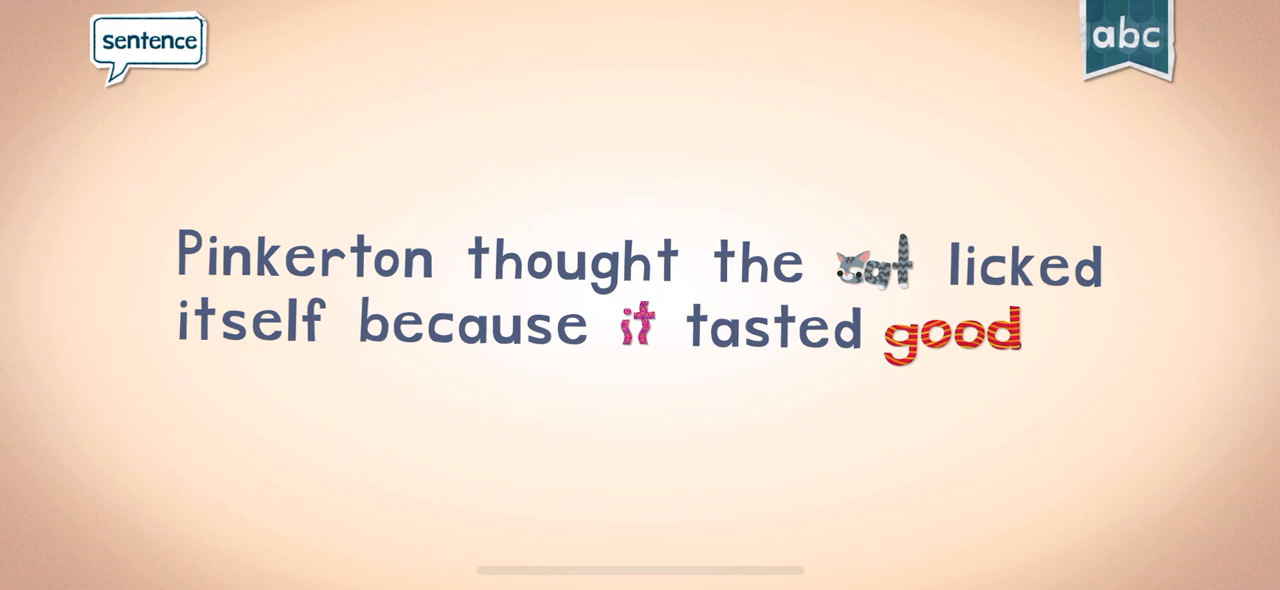 sentence
abc
Pinkerton thought the cat licked
itself because it tasted good